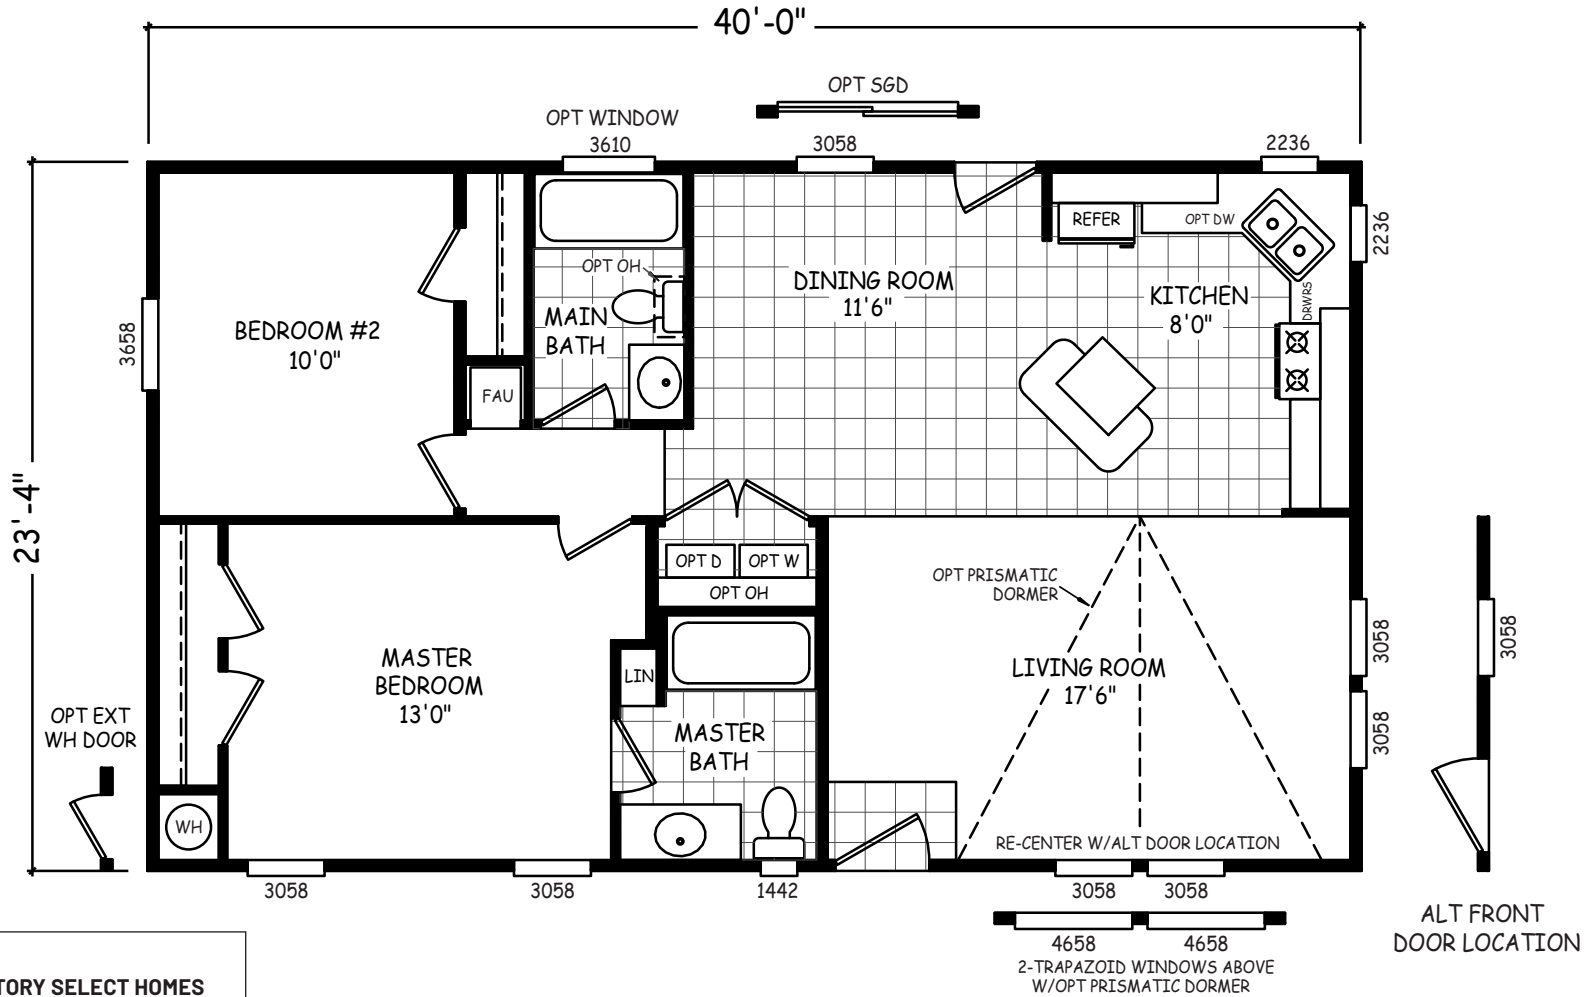 40'-0"
OPT SGD
OPT WINDOW
3610
3058
2236
REFER
OPT DW
2236
OPT OH
DINING ROOM
11'6"
KITCHEN
8'0"
DRWRS
MAIN
BATH
BEDROOM #2
10'0"
3658
FAU
23'-4"
OPT D
OPT W
OPT OH
OPT PRISMATIC
DORMER
3058
3058
LIVING ROOM
17'6"
3058
MASTER
BEDROOM
13'0"
LIN
MASTER
BATH
OPT EXT
WH DOOR
WH
RE-CENTER W/ALT DOOR LOCATION
3058
3058
1442
3058
3058
4658
4658
2-TRAPAZOID WINDOWS ABOVE
W/OPT PRISMATIC DORMER
ALT FRONT
DOOR LOCATION
TORY SELECT HOMES